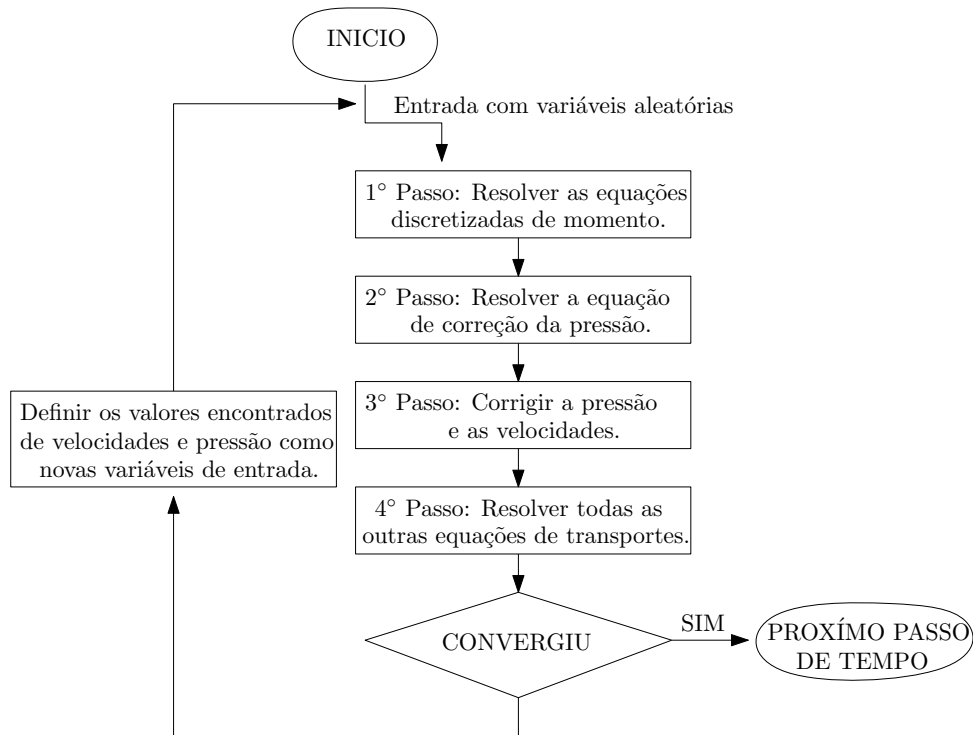 INICIO
Entrada com variáveis aleatórias
1° Passo: Resolver as equações
discretizadas de momento.
2° Passo: Resolver a equação
de correção da pressão.
3° Passo: Corrigir a pressão
e as velocidades.
4° Passo: Resolver todas as
outras equações de transportes.
Definir os valores encontrados
de velocidades e pressão como
novas variáveis de entrada.
CONVERGIU
SIM
PROXÍMO PASSO
DE TEMPO